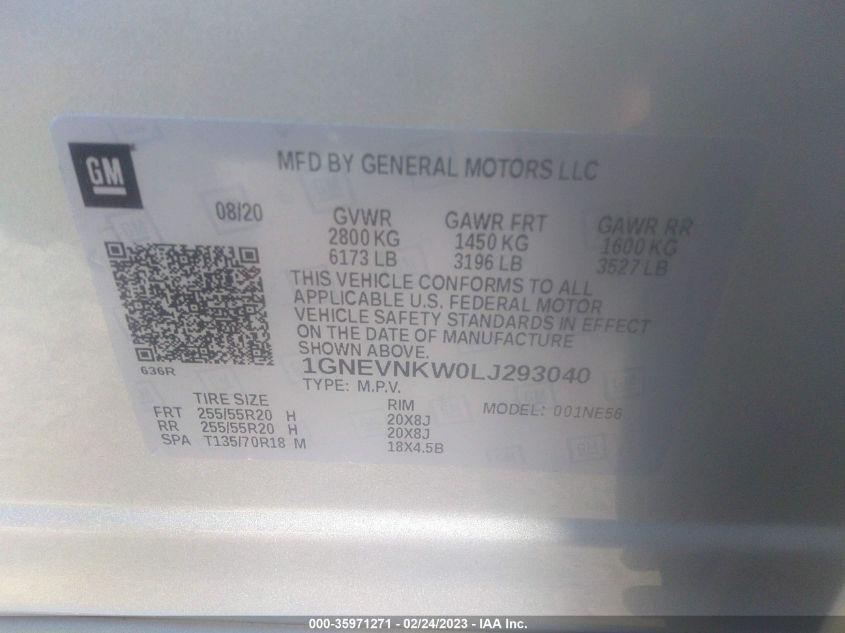 GM
MFD BY GENERAL MOTORS LLC
08/20
GVWR GAWR FRT GAWR RR
2800 KG 1450 KG 1600 KG
6173 LB 3196 LB 3527 LB
THIS VEHICLE CONFORMS TO ALL
APPLICABLE U.S. FEDERAL MOTOR
VEHICLE SAFETY STANDARDS IN EFFECT
ON THE DATE OF MANUFACTURE
SHOWN ABOVE.
636R
1GNEVNKW0LJ293040
TYPE: M.P.V.
TIRE SIZE RIM MODEL: 001NE56
FRT 255/55R20 H 20X8J
RR 255/55R20 H 20X8J
SPA T135/70R18 M 18X4.5B
000-35971271 - 02/24/2023 - IAA Inc.